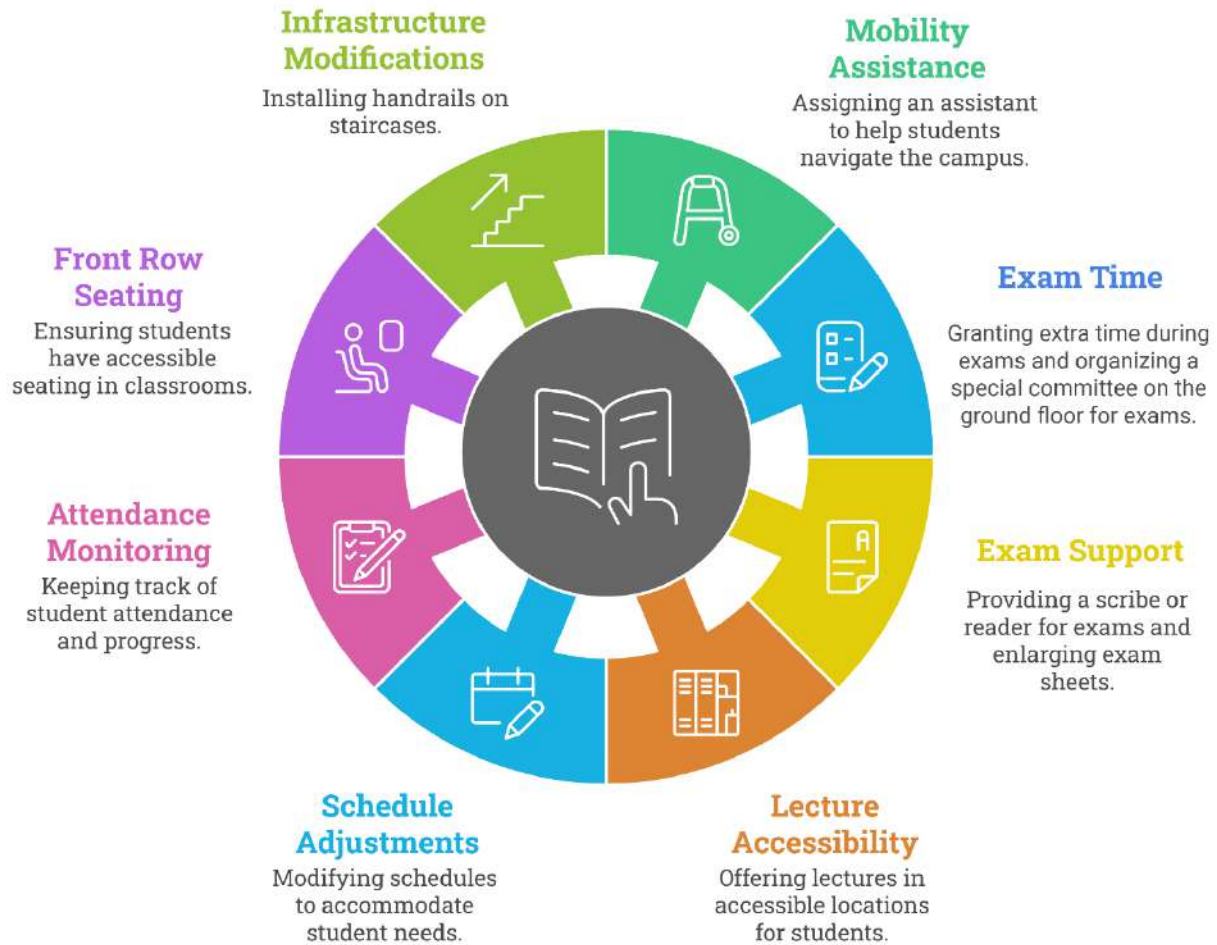 Infrastructure
Modifications
Installing handrails on
staircases.
Mobility
Assistance
Assigning an assistant
to help students
navigate the campus.
Exam Time
Granting extra time during
exams and organizing a
special committee on the
ground floor for exams.
A
Exam Support
Providing a scribe or
reader for exams and
enlarging exam
sheets.
Lecture
Accessibility
Offering lectures in
accessible locations
for students.
Schedule
Adjustments
Modifying schedules
to accommodate
student needs.
Attendance
Monitoring
Keeping track of
student attendance
and progress.
Front Row
Seating
Ensuring students
have accessible
seating in classrooms.